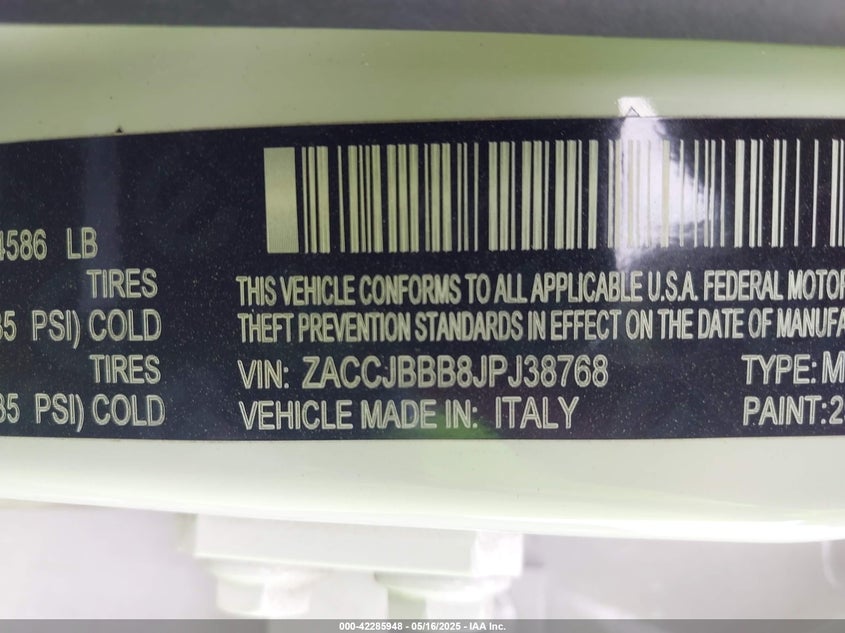 4586 LB
TIRES
35 PSI) COLD
TIRES
35 PSI) COLD
THIS VEHICLE CONFORMS TO ALL APPLICABLE U.S.A. FEDERAL MOTOR
THEFT PREVENTION STANDARDS IN EFFECT ON THE DATE OF MANUFA
VIN: ZACCJBBB8JPJ38768 TYPE: M
VEHICLE MADE IN: ITALY PAINT: 2
000-42285948 - 05/16/2025 - IAA Inc.